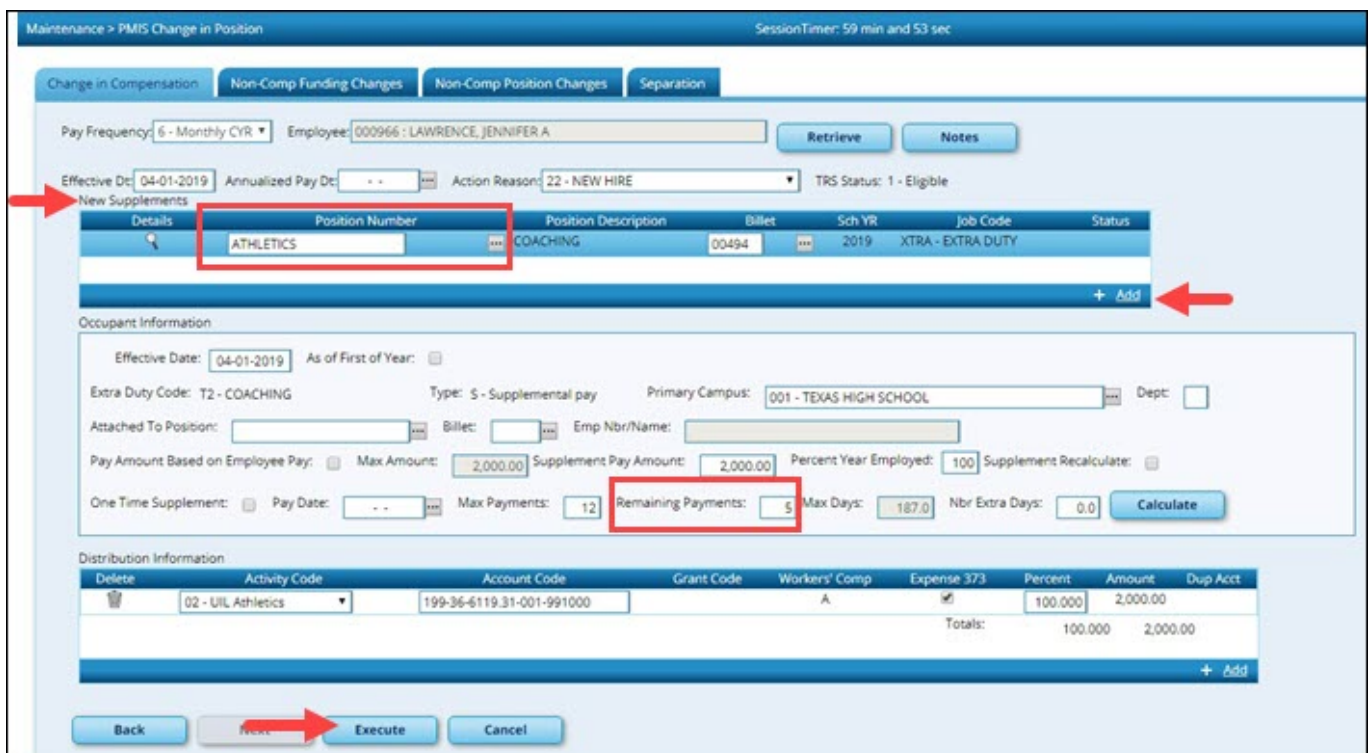 Maintenance > PMIS Change in Position SessionTimer: 59 min and 53 sec
Change in Compensation Non-Comp Funding Changes Non-Comp Position Changes Separation
Pay Frequency: 6 - Monthly CYR Employee: 000966 : LAWRENCE, JENNIFER A Retrieve Notes
Effective Dt: 04-01-2019 Annualized Pay Dt: - - Action Reason: 22 - NEW HIRE TRS Status: 1 - Eligible
New Supplements
Details Position Number Position Description Billet Sch YR Job Code Status
ATHLETICS COACHING 00494 2019 XTRA - EXTRA DUTY
+ Add
Occupant Information
Effective Date: 04-01-2019 As of First of Year:
Extra Duty Code: T2 - COACHING Type: S - Supplemental pay Primary Campus: 001 - TEXAS HIGH SCHOOL Dept:
Attached To Position: Billet: Emp Nbr/Name:
Pay Amount Based on Employee Pay: Max Amount: 2,000.00 Supplement Pay Amount: 2,000.00 Percent Year Employed: 100 Supplement Recalculate:
One Time Supplement: Pay Date: - - Max Payments: 12 Remaining Payments: 5 Max Days: 187.0 Nbr Extra Days: 0.0 Calculate
Distribution Information
Delete Activity Code Account Code Grant Code Workers' Comp Expense 373 Percent Amount Dup Acct
02 - UIL Athletics 199-36-6119.31-001-991000 A 100.000 2,000.00
Totals: 100.000 2,000.00
+ Add
Back Next Execute Cancel